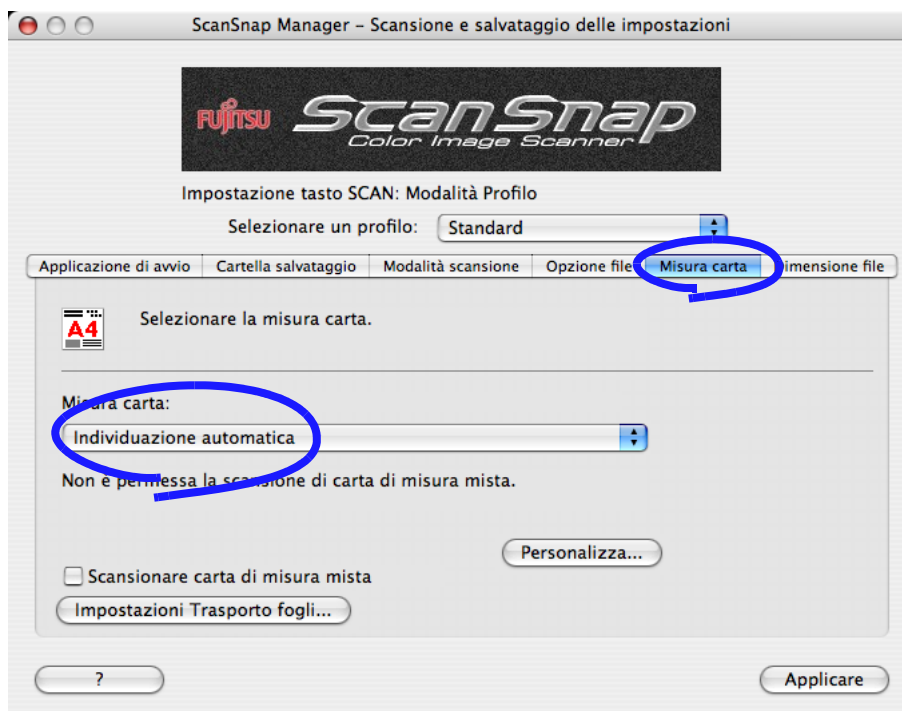 ScanSnap Manager – Scansione e salvataggio delle impostazioni
FUJITSU ScanSnap
Color Image Scanner
Impostazione tasto SCAN: Modalità Profilo
Selezionare un profilo: Standard
Applicazione di avvio Cartella salvataggio Modalità scansione Opzione file Misura carta Dimensione file
A4 Selezionare la misura carta.
Misura carta:
Individuazione automatica
Non è permessa la scansione di carta di misura mista.
Personalizza...
Scansionare carta di misura mista
Impostazioni Trasporto fogli...
? Applicare